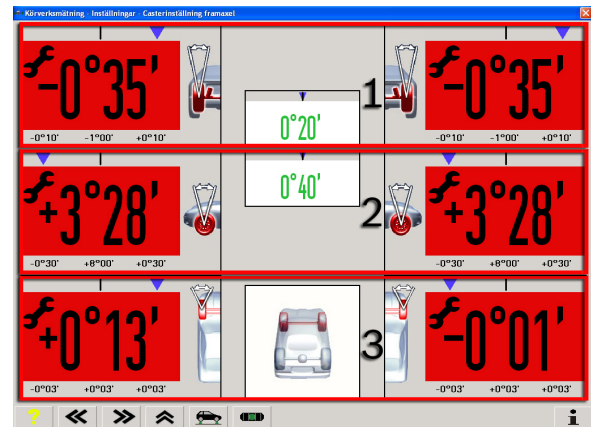 Körverksmätning - Inställningar - Casterinställning framaxel
-0°35' 1 -0°35'
0°20'
-0°10' -1°00' +0°10' -0°10' -1°00' +0°10'
0°40'
+3°28' 2 +3°28'
-0°30' +8°00' +0°30' -0°30' +8°00' +0°30'
+0°13' 3 -0°01'
-0°03' +0°03' +0°03' -0°03' +0°03' +0°03'
? i